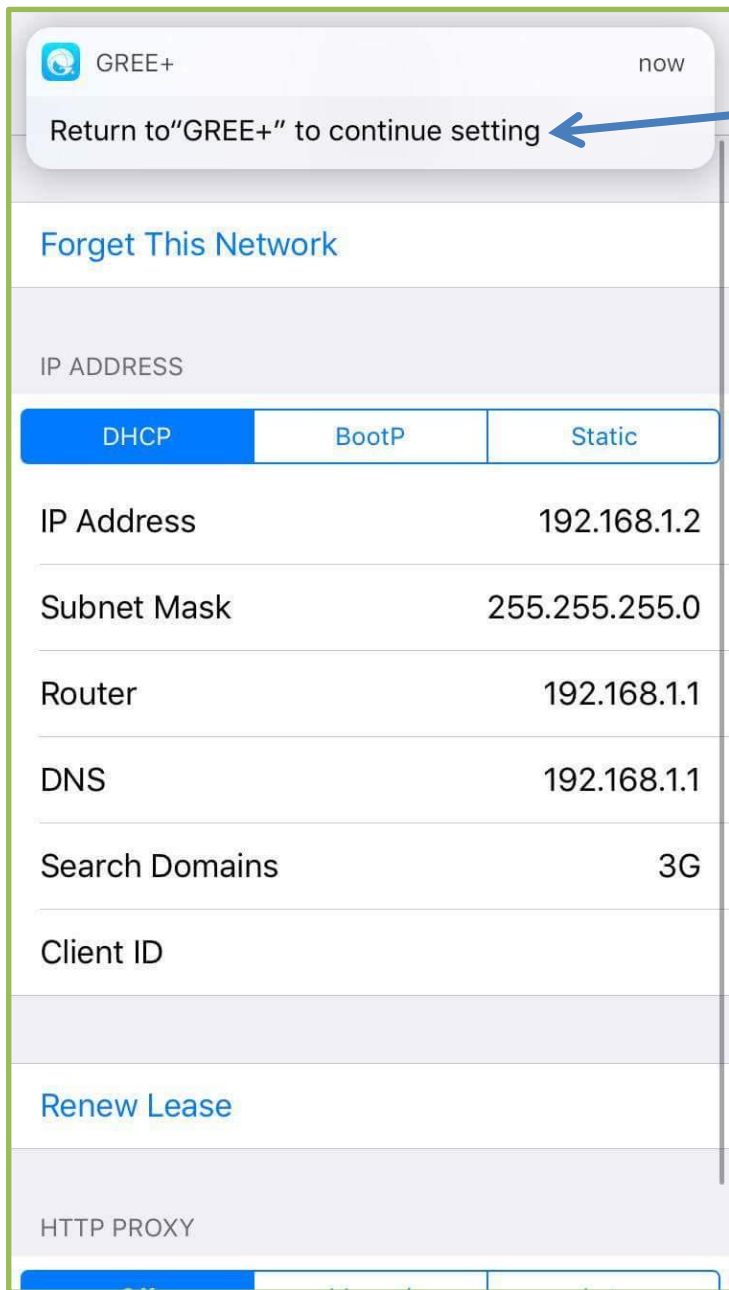 GREE+ now
Return to“GREE+” to continue setting
Forget This Network
IP ADDRESS
DHCP BootP Static
IP Address 192.168.1.2
Subnet Mask 255.255.255.0
Router 192.168.1.1
DNS 192.168.1.1
Search Domains 3G
Client ID
Renew Lease
HTTP PROXY